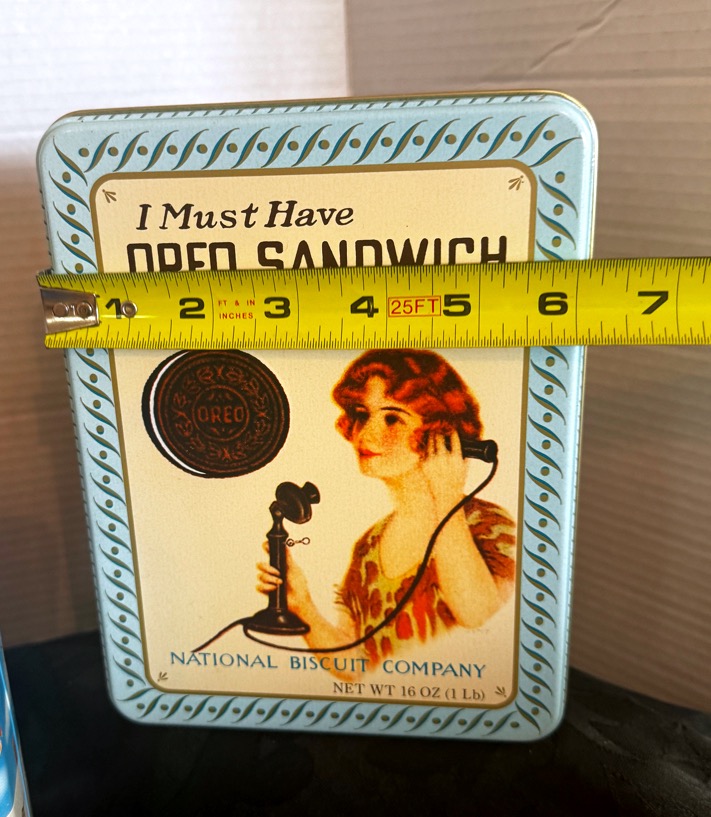 I Must Have
OREO SANDWICH
1 2 FT & IN INCHES 3 4 25FT 5 6 7
OREO
NATIONAL BISCUIT COMPANY
NET WT 16 OZ (1 Lb)